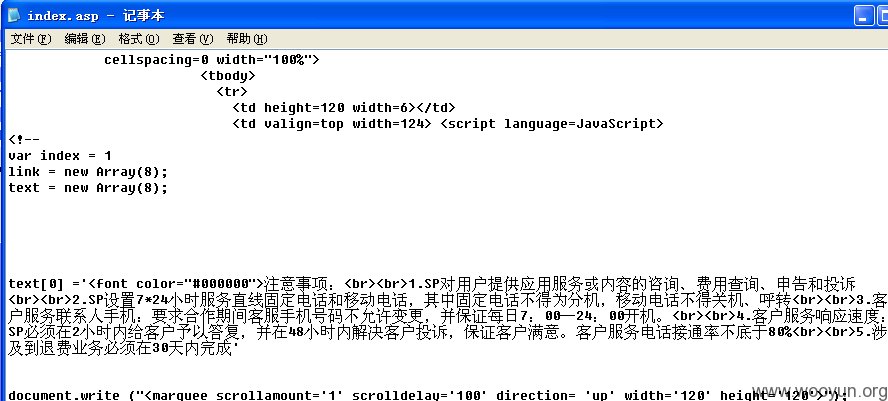 index.asp - 记事本
文件(F) 编辑(E) 格式(O) 查看(V) 帮助(H)
cellspacing=0 width="100%">
<tbody>
<tr>
<td height=120 width=6></td>
<td valign=top width=124> <script language=JavaScript>
<!--
var index = 1
link = new Array(8);
text = new Array(8);
text[0] ='<font color="#000000">注意事项：<br><br>1.SP对用户提供应用服务或内容的咨询、费用查询、申告和投诉
<br><br>2.SP设置7*24小时服务直线固定电话和移动电话，其中固定电话不得为分机，移动电话不得关机、呼转<br><br>3.客
户服务联系人手机：要求合作期间客服手机号码不允许变更，并保证每日7：00—24：00开机。<br><br>4.客户服务响应速度：
SP必须在2小时内给客户予以答复，并在48小时内解决客户投诉，保证客户满意。客户服务电话接通率不底于80%<br><br>5.涉
及到退费业务必须在30天内完成'
document.write ("<marquee scrollamount='1' scrolldelay='100' direction= 'up' width='120' height='120'>");
www.wooyun.org